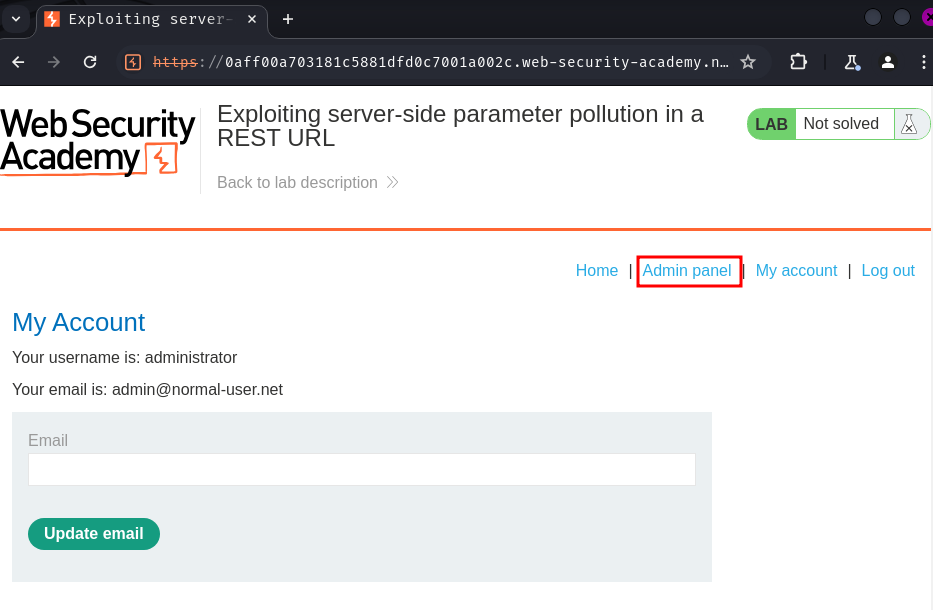 Exploiting server-
https://0aff00a703181c5881dfd0c7001a002c.web-security-academy.n…
Web Security
Academy
Exploiting server-side parameter pollution in a
REST URL
Back to lab description
LAB Not solved
Home | Admin panel | My account | Log out
My Account
Your username is: administrator
Your email is: admin@normal-user.net
Email
Update email